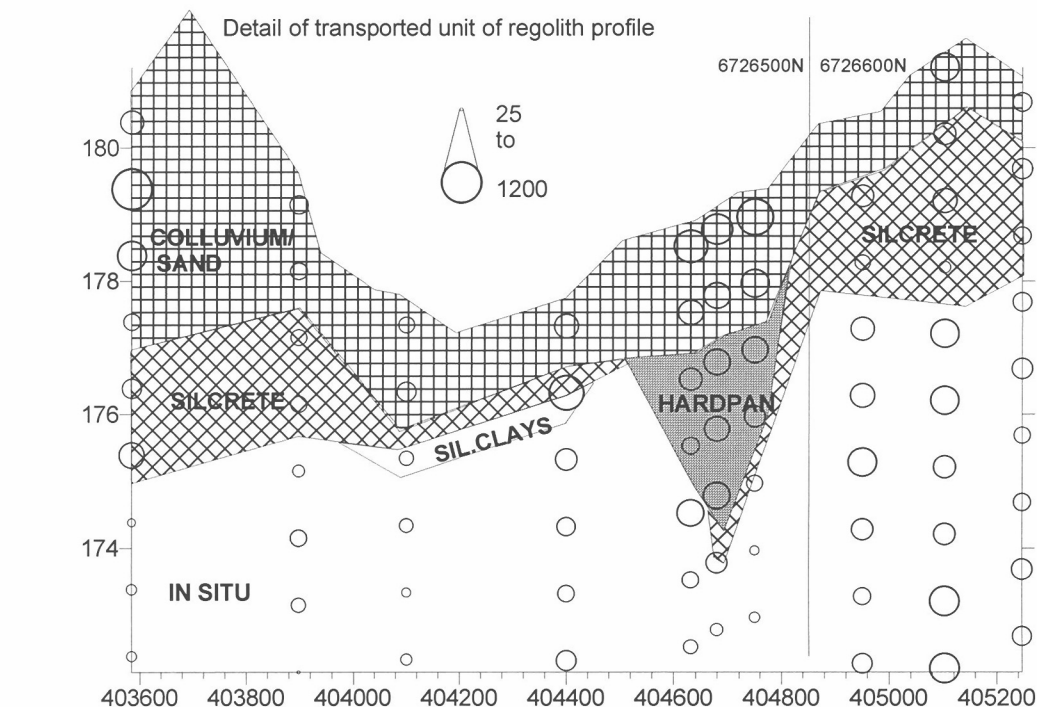 Detail of transported unit of regolith profile
6726500N 6726600N
25
to
1200
180
178
176
174
COLLUVIUM/
SAND
SILCRETE
SILCRETE
HARDPAN
SIL.CLAYS
IN SITU
403600 403800 404000 404200 404400 404600 404800 405000 405200